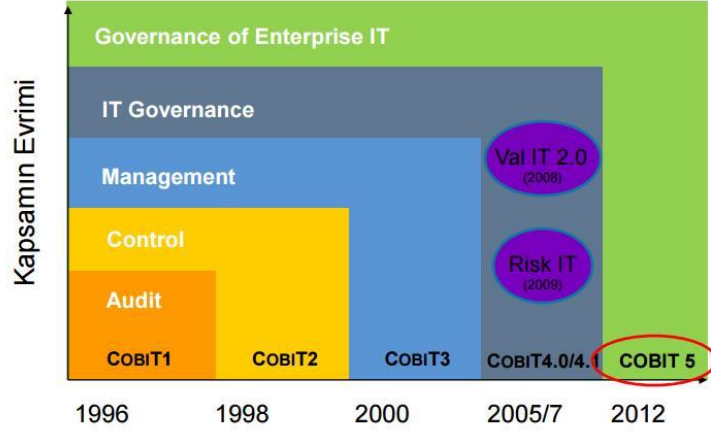 Kapsamın Evrimi
Governance of Enterprise IT
IT Governance
Val IT 2.0
(2008)
Management
Control
Risk IT
(2009)
Audit
COBIT1
COBIT2
COBIT3
COBIT4.0/4.1
COBIT 5
1996
1998
2000
2005/7
2012